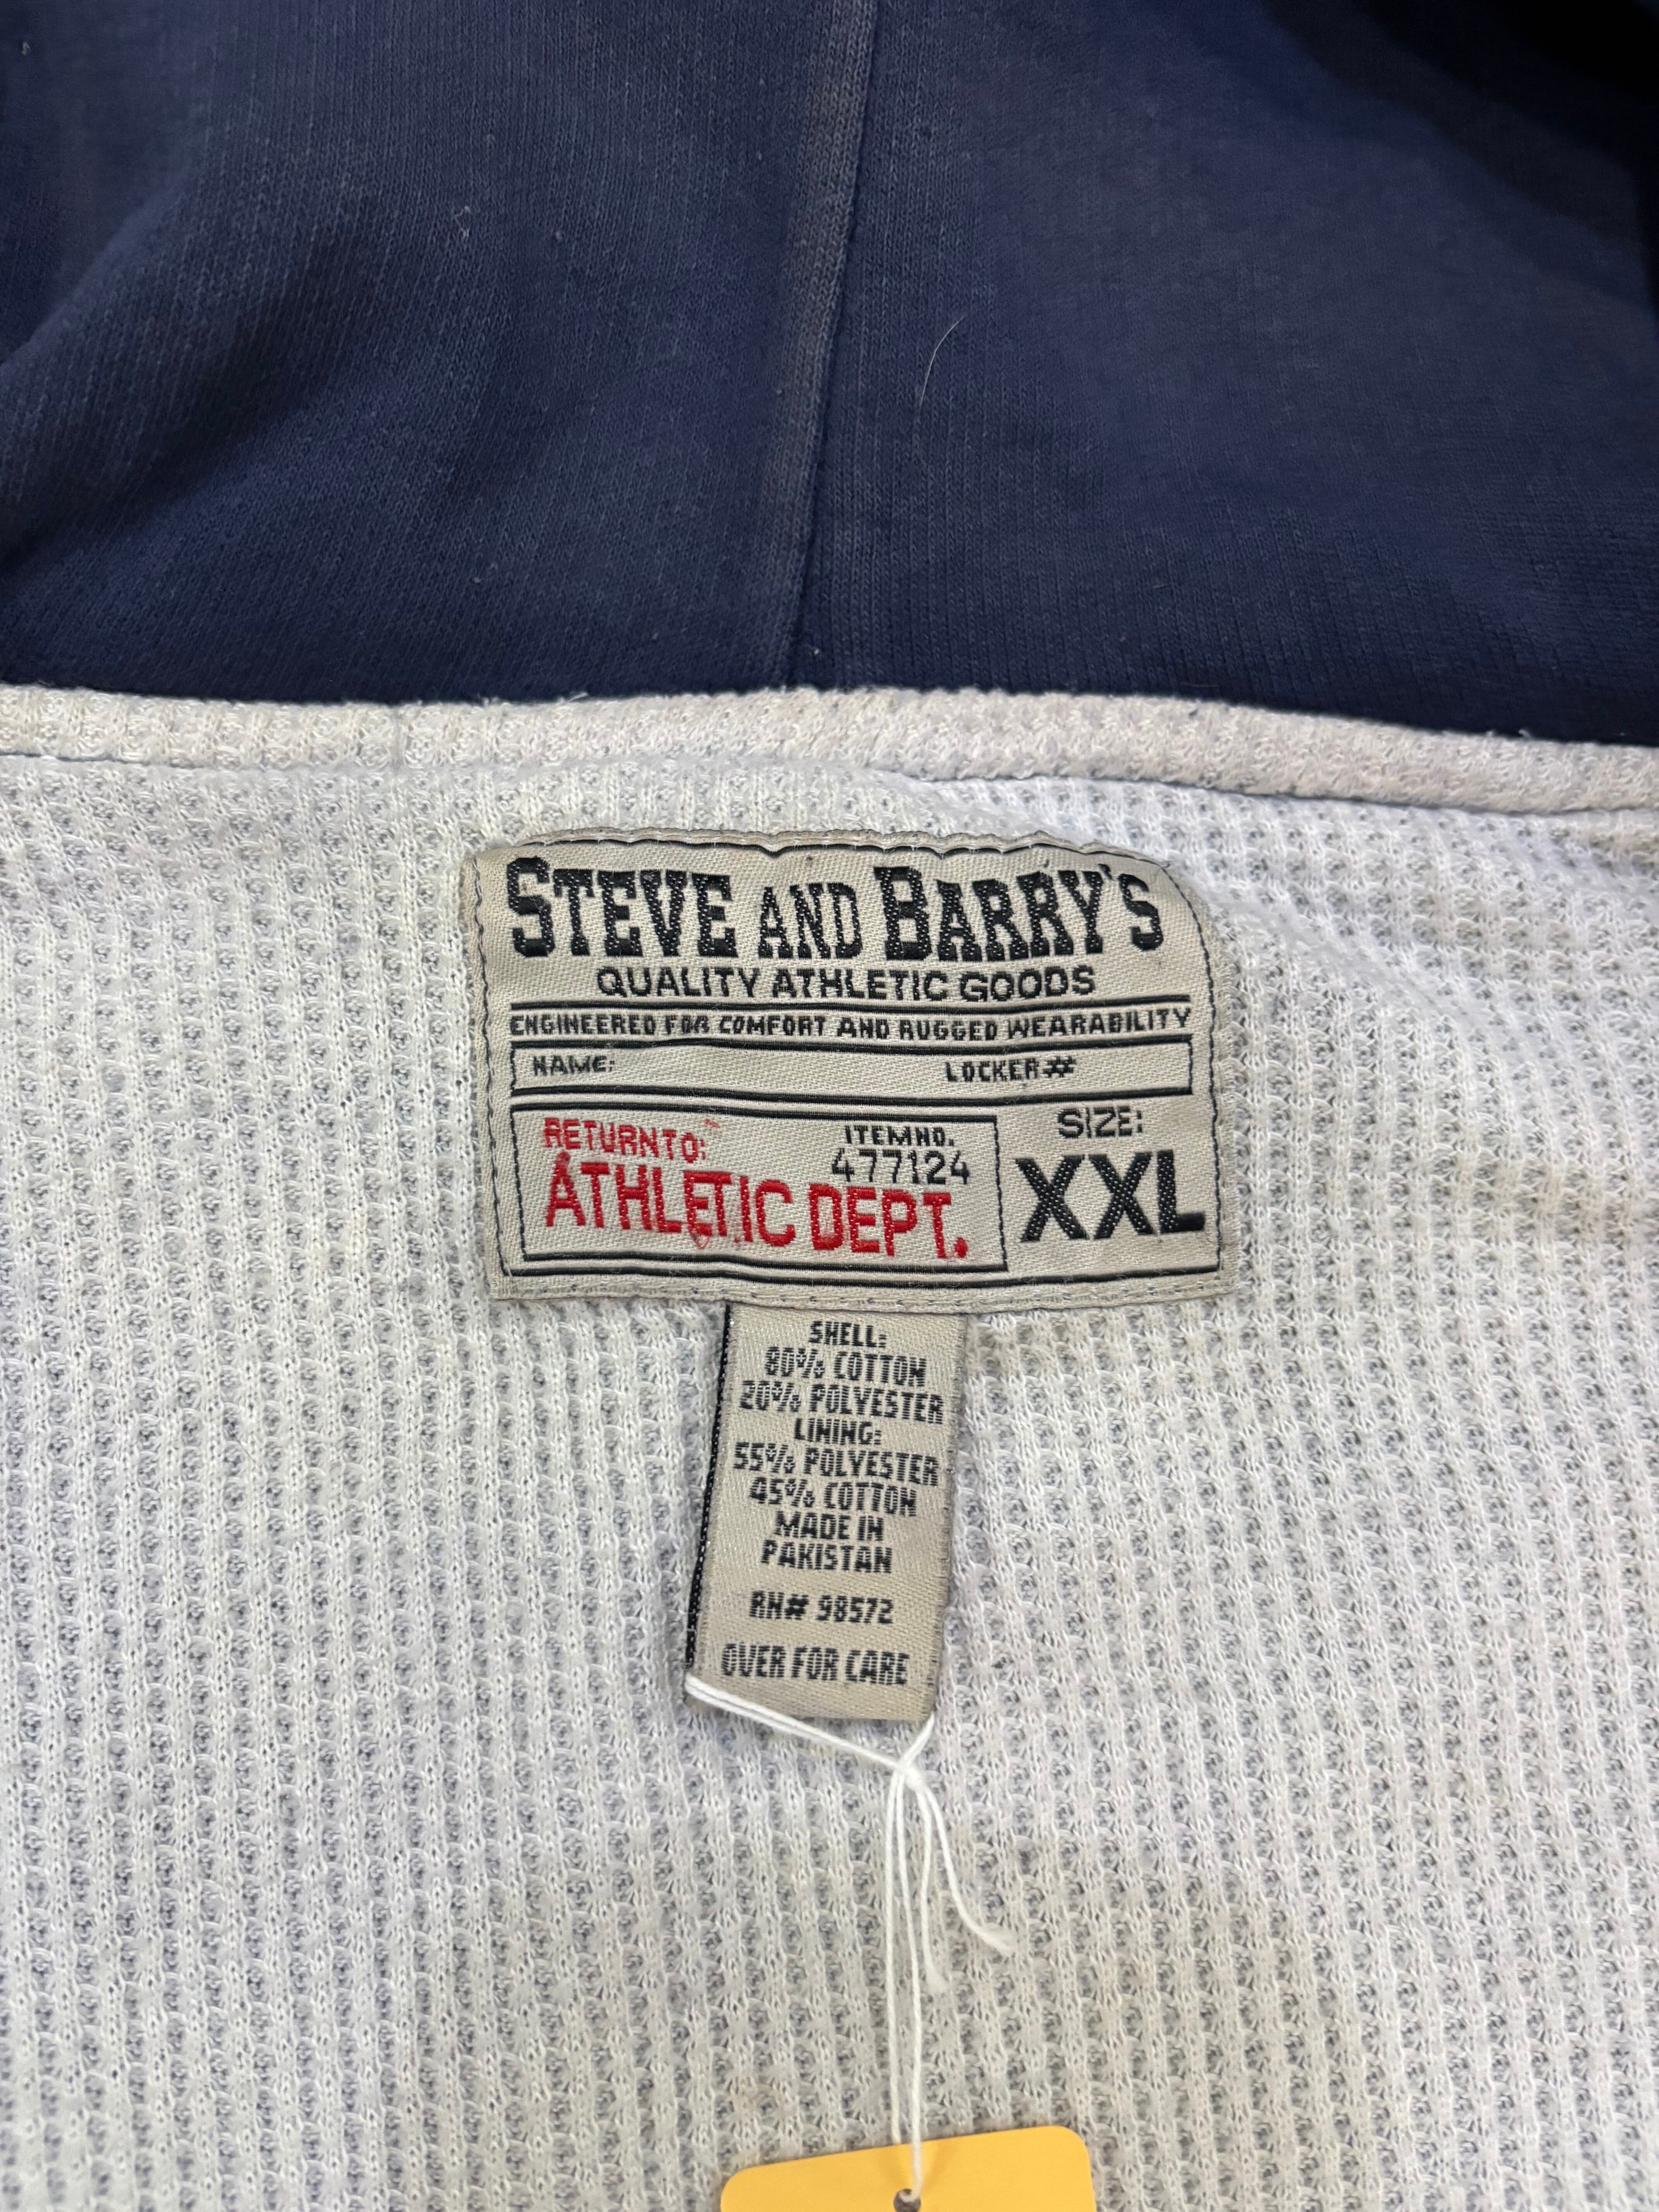 STEVE AND BARRY'S
QUALITY ATHLETIC GOODS
ENGINEERED FOR COMFORT AND RUGGED WEARABILITY
NAME: LOCKER#
RETURN TO:
ATHLETIC DEPT.
ITEM NO.
477124
SIZE:
XXL
SHELL:
80% COTTON
20% POLYESTER
LINING:
55% POLYESTER
45% COTTON
MADE IN
PAKISTAN
RN# 98572
OVER FOR CARE